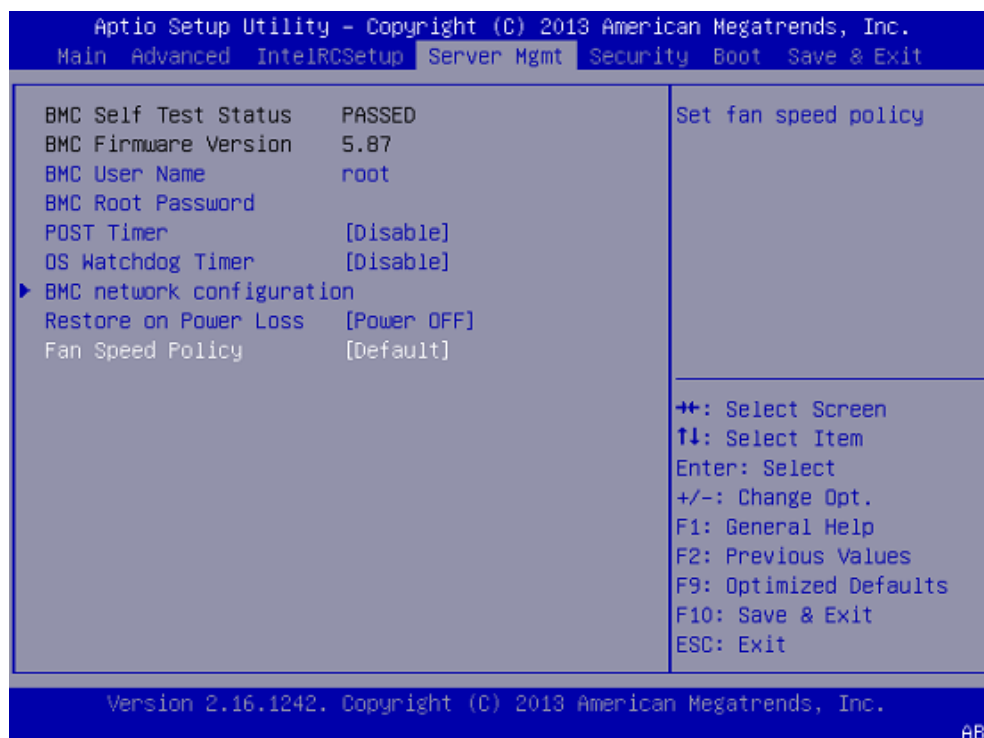 Aptio Setup Utility – Copyright (C) 2013 American Megatrends, Inc.
Main Advanced IntelRCSetup Server Mgmt Security Boot Save & Exit
BMC Self Test Status PASSED
BMC Firmware Version 5.87
BMC User Name root
BMC Root Password
POST Timer [Disable]
OS Watchdog Timer [Disable]
BMC network configuration
Restore on Power Loss [Power OFF]
Fan Speed Policy [Default]
Set fan speed policy
→←: Select Screen
↑↓: Select Item
Enter: Select
+/-: Change Opt.
F1: General Help
F2: Previous Values
F9: Optimized Defaults
F10: Save & Exit
ESC: Exit
Version 2.16.1242. Copyright (C) 2013 American Megatrends, Inc.
AB